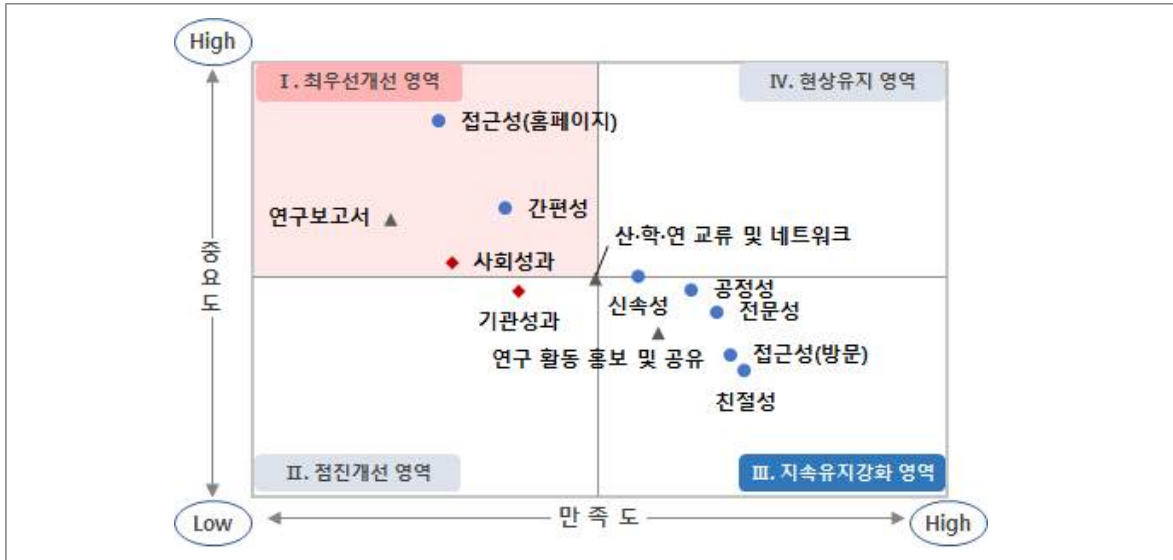 High
Ⅰ. 최우선개선 영역
Ⅳ. 현상유지 영역
접근성(홈페이지)
연구보고서
간편성
산·학·연 교류 및 네트워크
사회성과
중요도
공정성
신속성
전문성
기관성과
연구 활동 홍보 및 공유
접근성(방문)
친절성
Ⅱ. 점진개선 영역
Ⅲ. 지속유지강화 영역
Low
만 족 도
High